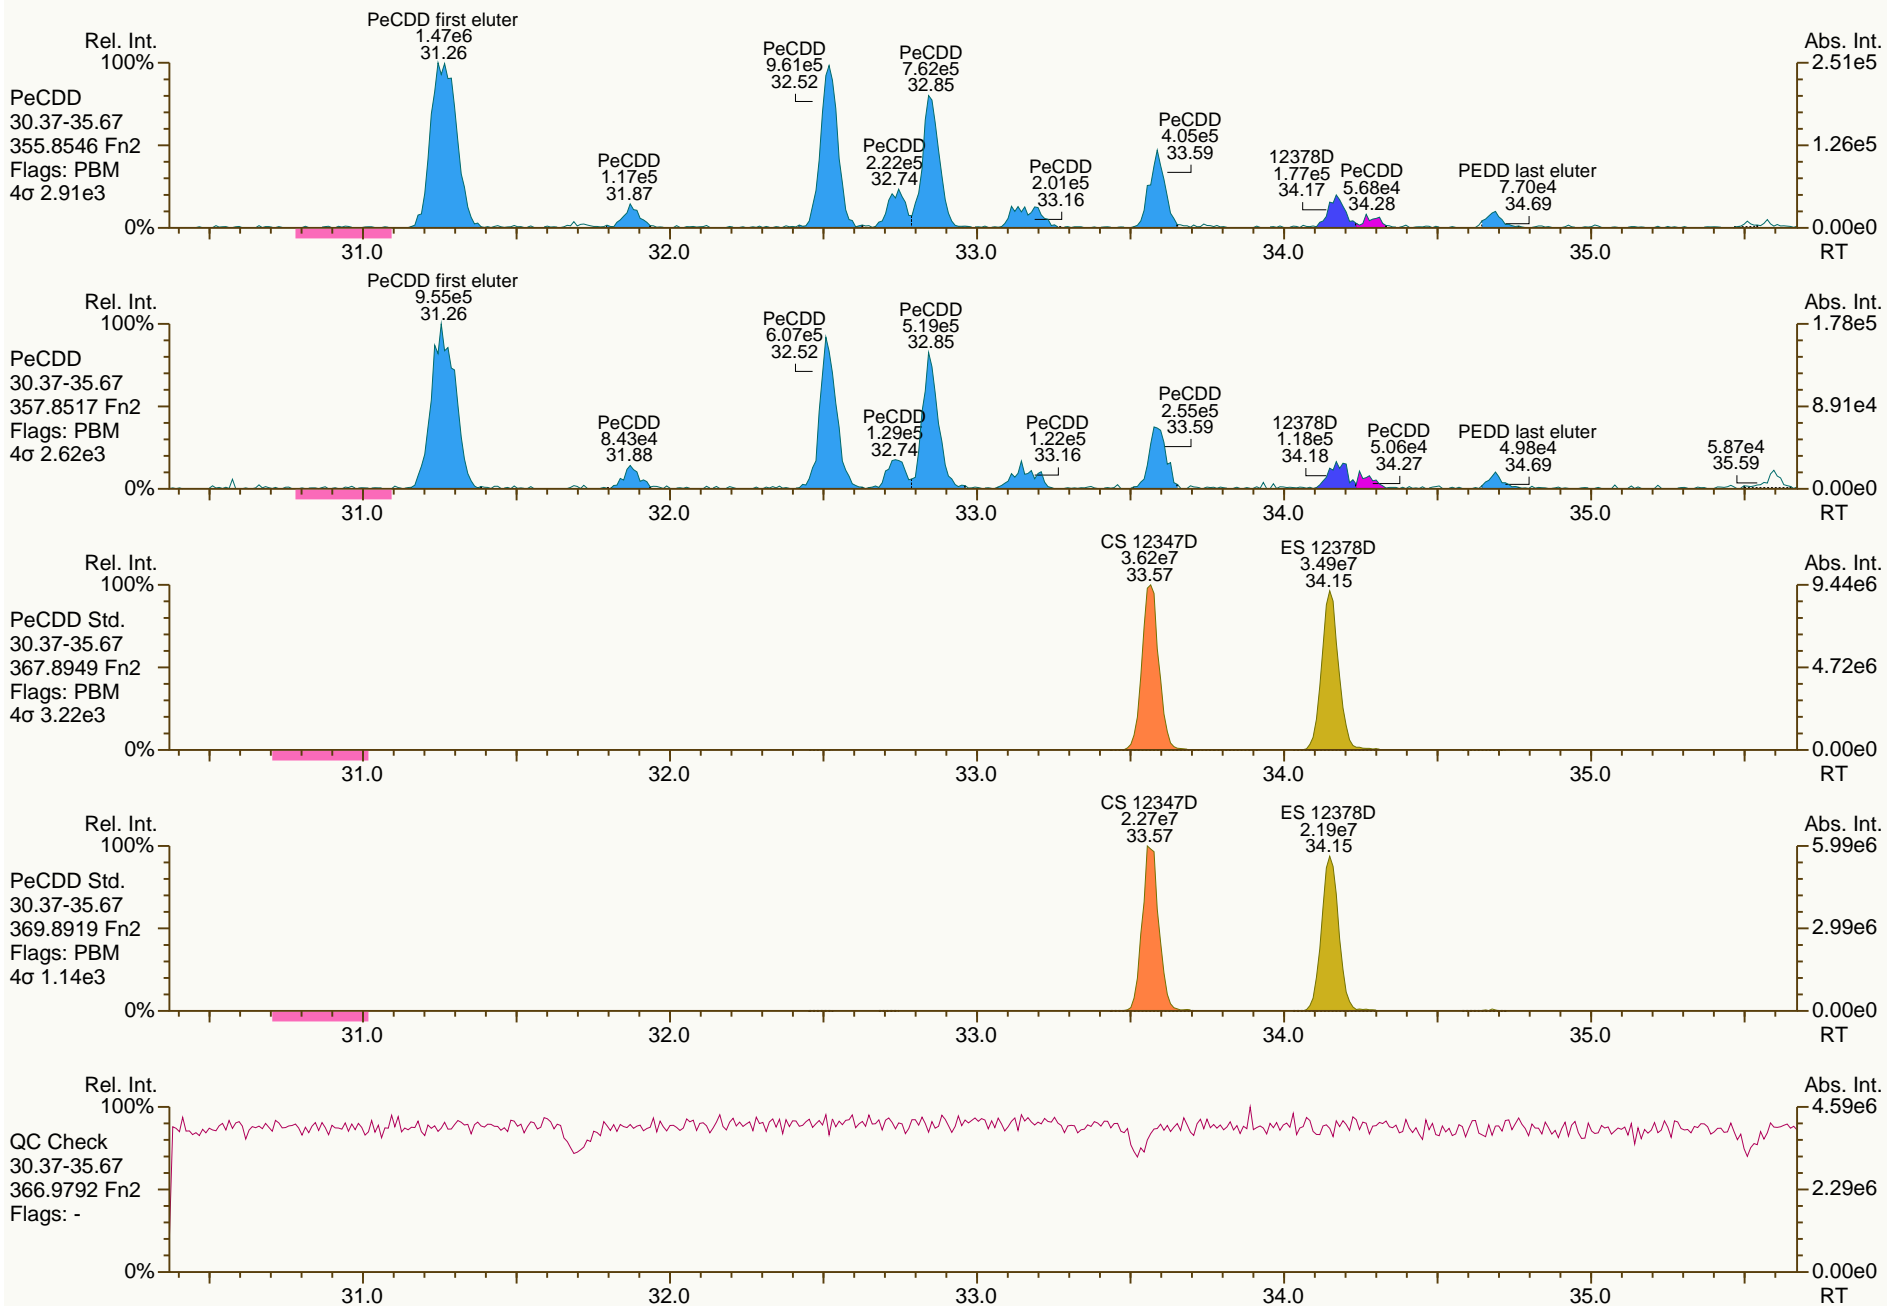 PeCDD first eluter
1.47e6
31.26
PeCDD
9.61e5
32.52
PeCDD
7.62e5
32.85
Rel. Int.
Abs. Int.
100%
2.51e5
PeCDD
30.37-35.67
355.8546 Fn2
Flags: PBM
4σ 2.91e3
PeCDD
1.17e5
31.87
PeCDD
2.22e5
32.74
PeCDD
2.01e5
33.16
PeCDD
4.05e5
33.59
12378D
1.77e5
34.17
PeCDD
5.68e4
34.28
PEDD last eluter
7.70e4
34.69
1.26e5
0%
0.00e0
31.0
32.0
33.0
34.0
35.0
RT
PeCDD first eluter
9.55e5
31.26
PeCDD
6.07e5
32.52
PeCDD
5.19e5
32.85
Rel. Int.
Abs. Int.
100%
1.78e5
PeCDD
30.37-35.67
357.8517 Fn2
Flags: PBM
4σ 2.62e3
PeCDD
8.43e4
31.88
PeCDD
1.29e5
32.74
PeCDD
1.22e5
33.16
PeCDD
2.55e5
33.59
12378D
1.18e5
34.18
PeCDD
5.06e4
34.27
PEDD last eluter
4.98e4
34.69
5.87e4
35.59
8.91e4
0%
0.00e0
31.0
32.0
33.0
34.0
35.0
RT
CS 12347D
3.62e7
33.57
ES 12378D
3.49e7
34.15
Rel. Int.
Abs. Int.
100%
9.44e6
PeCDD Std.
30.37-35.67
367.8949 Fn2
Flags: PBM
4σ 3.22e3
4.72e6
0%
0.00e0
31.0
32.0
33.0
34.0
35.0
RT
CS 12347D
2.27e7
33.57
ES 12378D
2.19e7
34.15
Rel. Int.
Abs. Int.
100%
5.99e6
PeCDD Std.
30.37-35.67
369.8919 Fn2
Flags: PBM
4σ 1.14e3
2.99e6
0%
0.00e0
31.0
32.0
33.0
34.0
35.0
RT
Rel. Int.
Abs. Int.
100%
4.59e6
QC Check
30.37-35.67
366.9792 Fn2
Flags: -
2.29e6
0%
0.00e0
31.0
32.0
33.0
34.0
35.0
RT